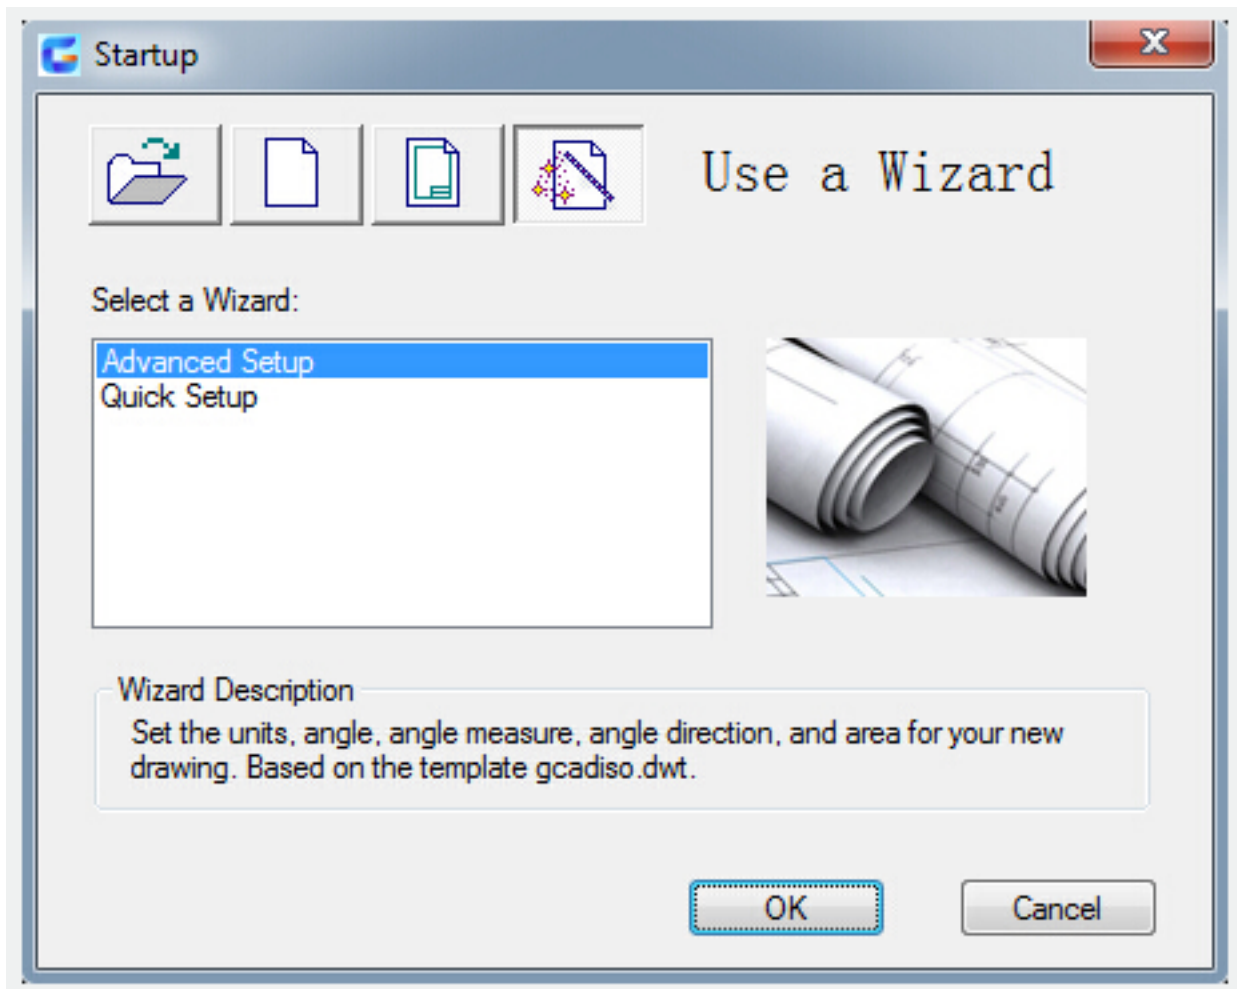 Startup
Use a Wizard
Select a Wizard:
Advanced Setup
Quick Setup
Wizard Description
Set the units, angle, angle measure, angle direction, and area for your new
drawing. Based on the template gcadiso.dwt.
OK
Cancel